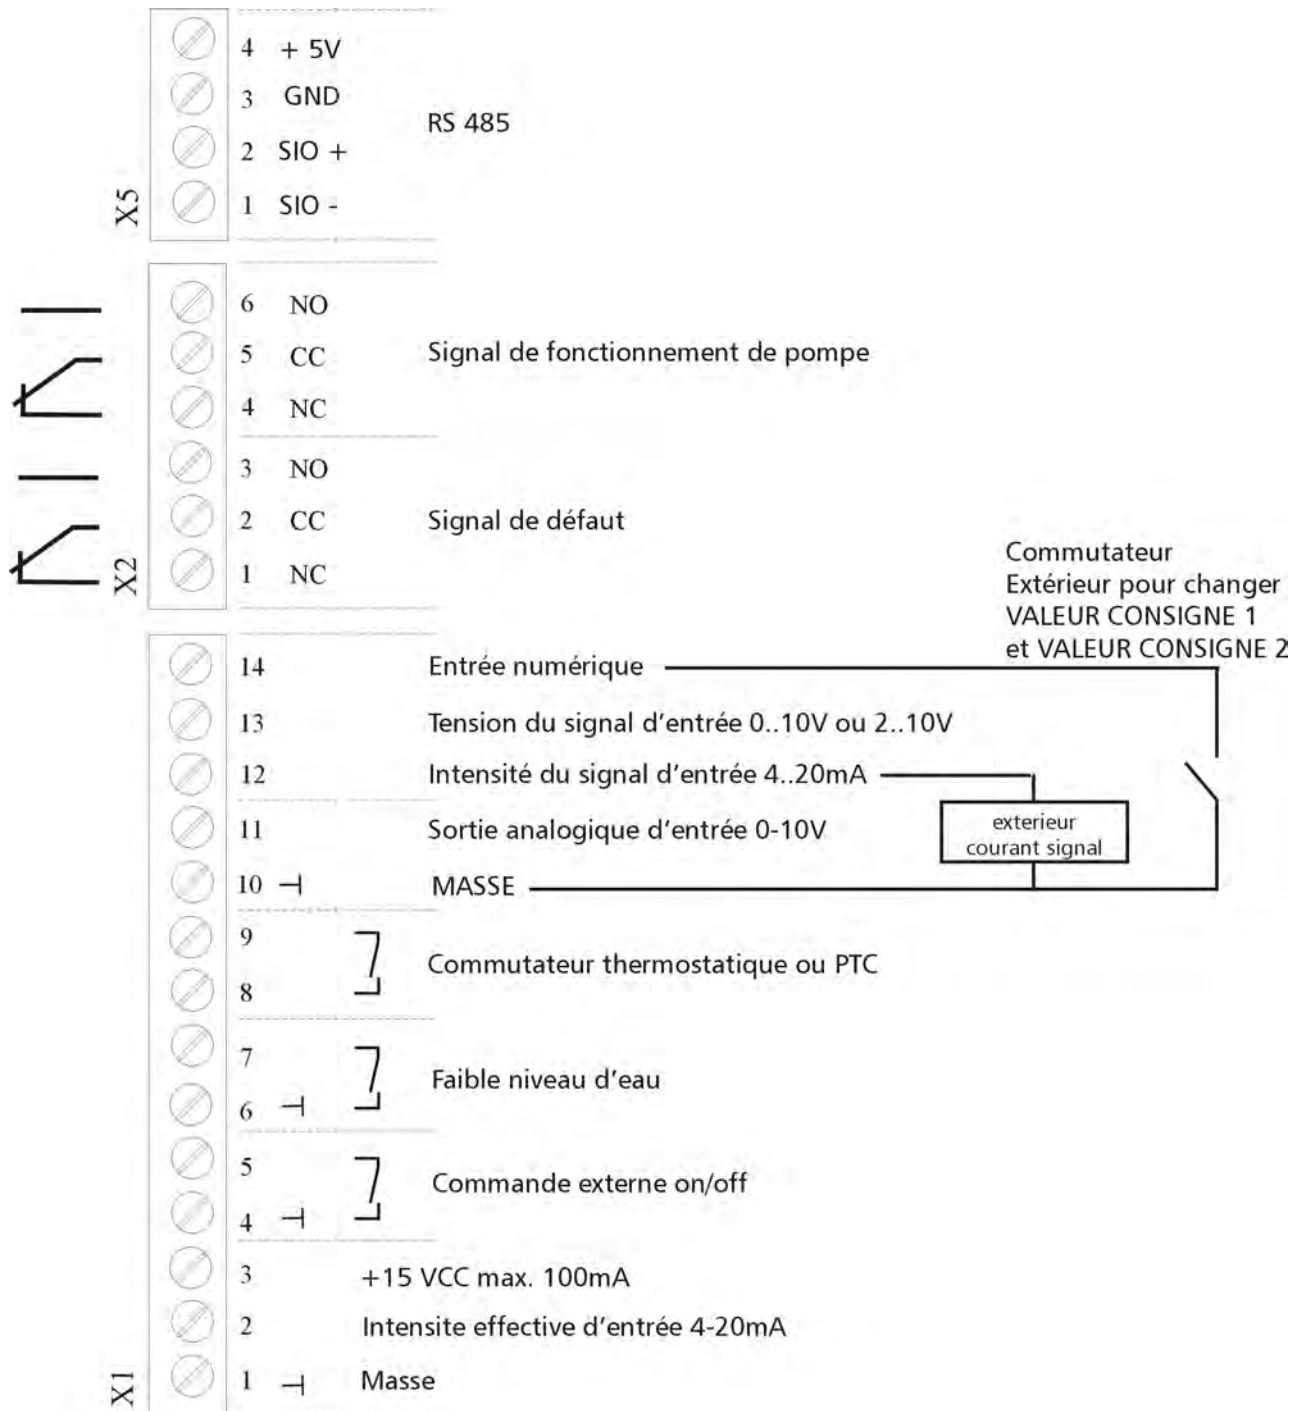 4 + 5V
3 GND
RS 485
2 SIO +
1 SIO -
X5
6 NO
5 CC Signal de fonctionnement de pompe
4 NC
3 NO
2 CC Signal de défaut
1 NC
X2
Commutateur
Extérieur pour changer
VALEUR CONSIGNE 1
et VALEUR CONSIGNE 2
14 Entrée numérique
13 Tension du signal d'entrée 0..10V ou 2..10V
12 Intensité du signal d'entrée 4..20mA
11 Sortie analogique d'entrée 0-10V
exterieur
courant signal
10 MASSE
9
Commutateur thermostatique ou PTC
8
7
Faible niveau d'eau
6
5
Commande externe on/off
4
3 +15 VCC max. 100mA
2 Intensite effective d'entrée 4-20mA
1 Masse
X1